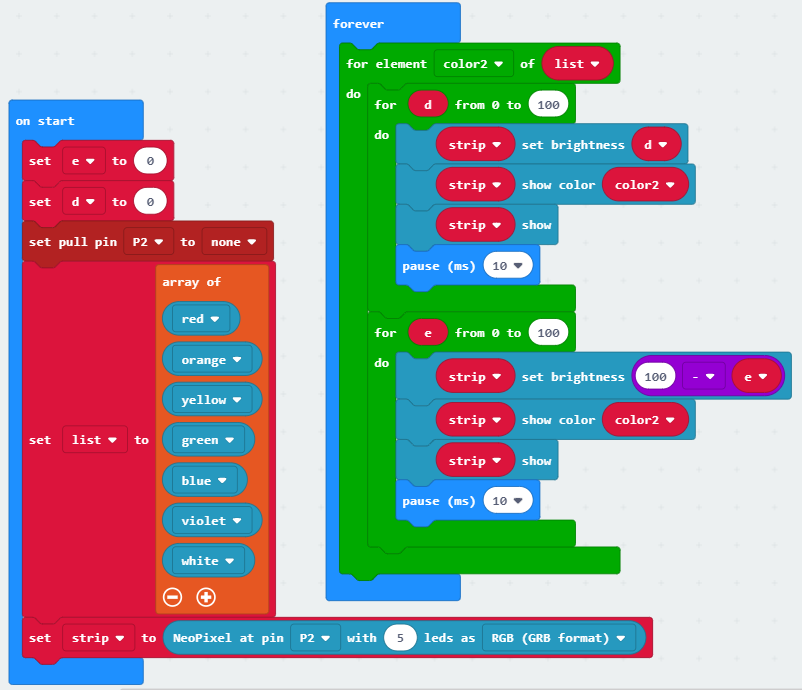 on start
set e to 0
set d to 0
set pull pin P2 to none
set list to
array of
red
orange
yellow
green
blue
violet
white
set strip to NeoPixel at pin P2 with 5 leds as RGB (GRB format)
forever
for element color2 of list
do
for d from 0 to 100
do
strip set brightness d
strip show color color2
strip show
pause (ms) 10
for e from 0 to 100
do
strip set brightness 100 - e
strip show color color2
strip show
pause (ms) 10